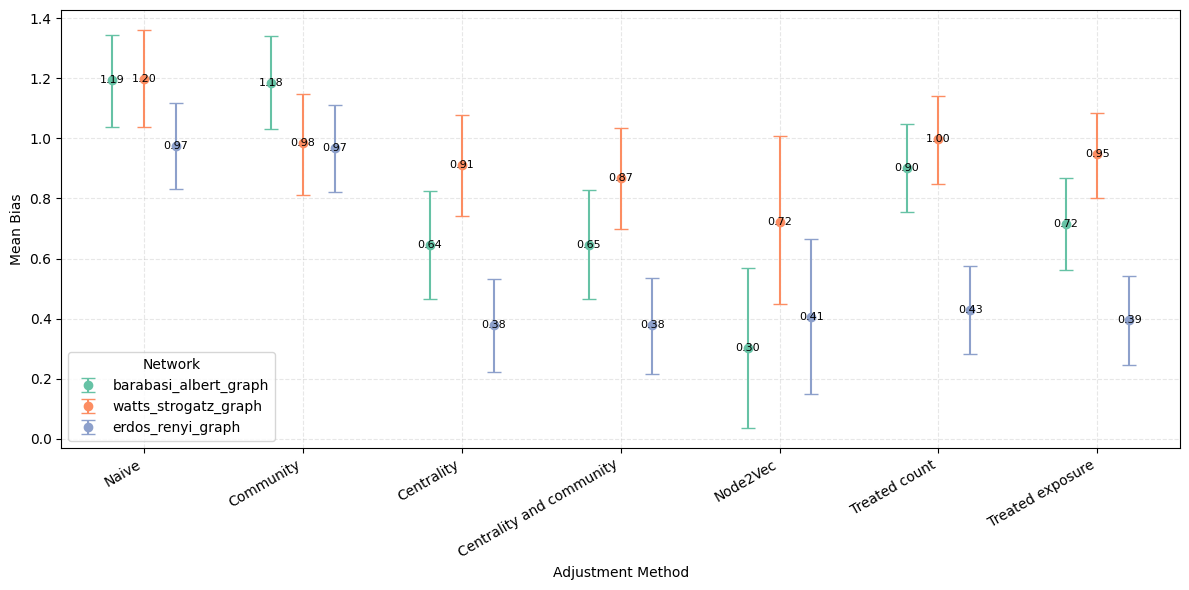 1.4
1.2
1.0
0.8
0.6
0.4
0.2
0.0
Mean Bias
1.19
1.20
0.97
1.18
0.98
0.97
0.64
0.91
0.38
0.65
0.87
0.38
0.30
0.72
0.41
0.90
1.00
0.43
0.72
0.95
0.39
Network
barabasi_albert_graph
watts_strogatz_graph
erdos_renyi_graph
Naive
Community
Centrality
Centrality and community
Node2Vec
Treated count
Treated exposure
Adjustment Method